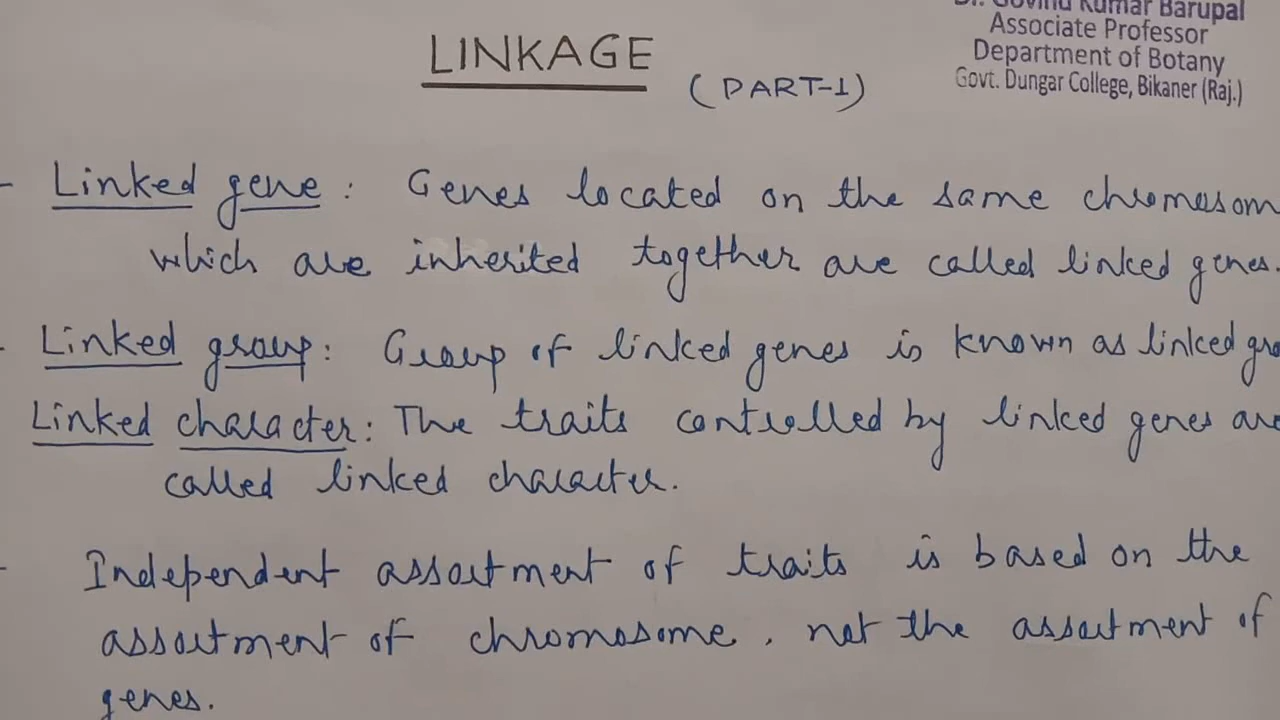 Dr. Govind Kumar Barupal
Associate Professor
Department of Botany
Govt. Dungar College, Bikaner (Raj.)
LINKAGE
(PART-1)
- Linked gene: Genes located on the same chromosom
which are inherited together are called linked genes.
- Linked group: Group of linked genes is known as linked gro
Linked character: The traits controlled by linked genes are
called linked character.
- Independent assortment of traits is based on the
assortment of chromosome, not the assortment of
genes.